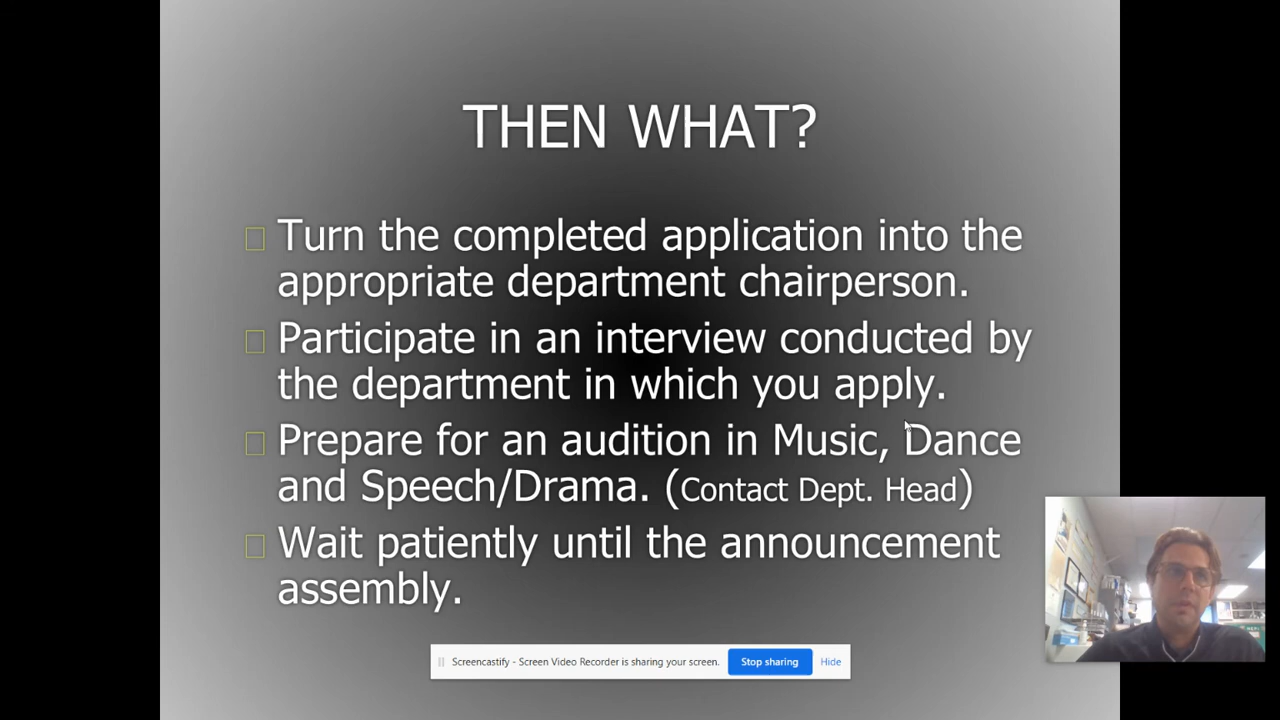 THEN WHAT?
Turn the completed application into the
appropriate department chairperson.
Participate in an interview conducted by
the department in which you apply.
Prepare for an audition in Music, Dance
and Speech/Drama. (Contact Dept. Head)
Wait patiently until the announcement
assembly.
Screencastify - Screen Video Recorder is sharing your screen. Stop sharing Hide